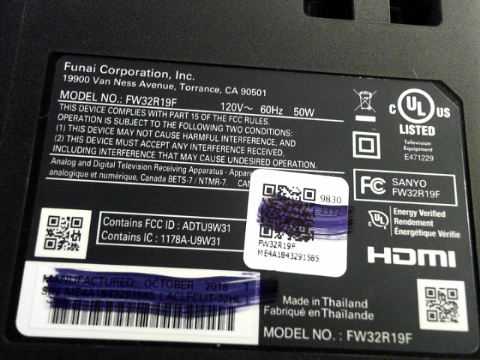 Funai Corporation, Inc.
19900 Van Ness Avenue, Torrance, CA 90501
MODEL NO.: FW32R19F 120V~ 60Hz 50W
THIS DEVICE COMPLIES WITH PART 15 OF THE FCC RULES.
OPERATION IS SUBJECT TO THE FOLLOWING TWO CONDITIONS:
(1) THIS DEVICE MAY NOT CAUSE HARMFUL INTERFERENCE, AND
(2) THIS DEVICE MUST ACCEPT ANY INTERFERENCE RECEIVED,
INCLUDING INTERFERENCE THAT MAY CAUSE UNDESIRED OPERATION.
Analog and Digital Television Receiving Apparatus
analogique et numérique, Canada BETS-7 / NTMR-7.
C UL US
LISTED
Television
Equipment
E471229
FC SANYO
FW32R19F
UL Energy Verified
Rendement
Énergétique Vérifié
HDMI
9830
FW32R19F
ME4A1843291585
Contains FCC ID : ADTU9W31
Contains IC : 1178A-U9W31
MANUFACTURED: OCTOBER 2018
Made in Thailand
Fabriqué en Thaïlande
MODEL NO.: FW32R19F